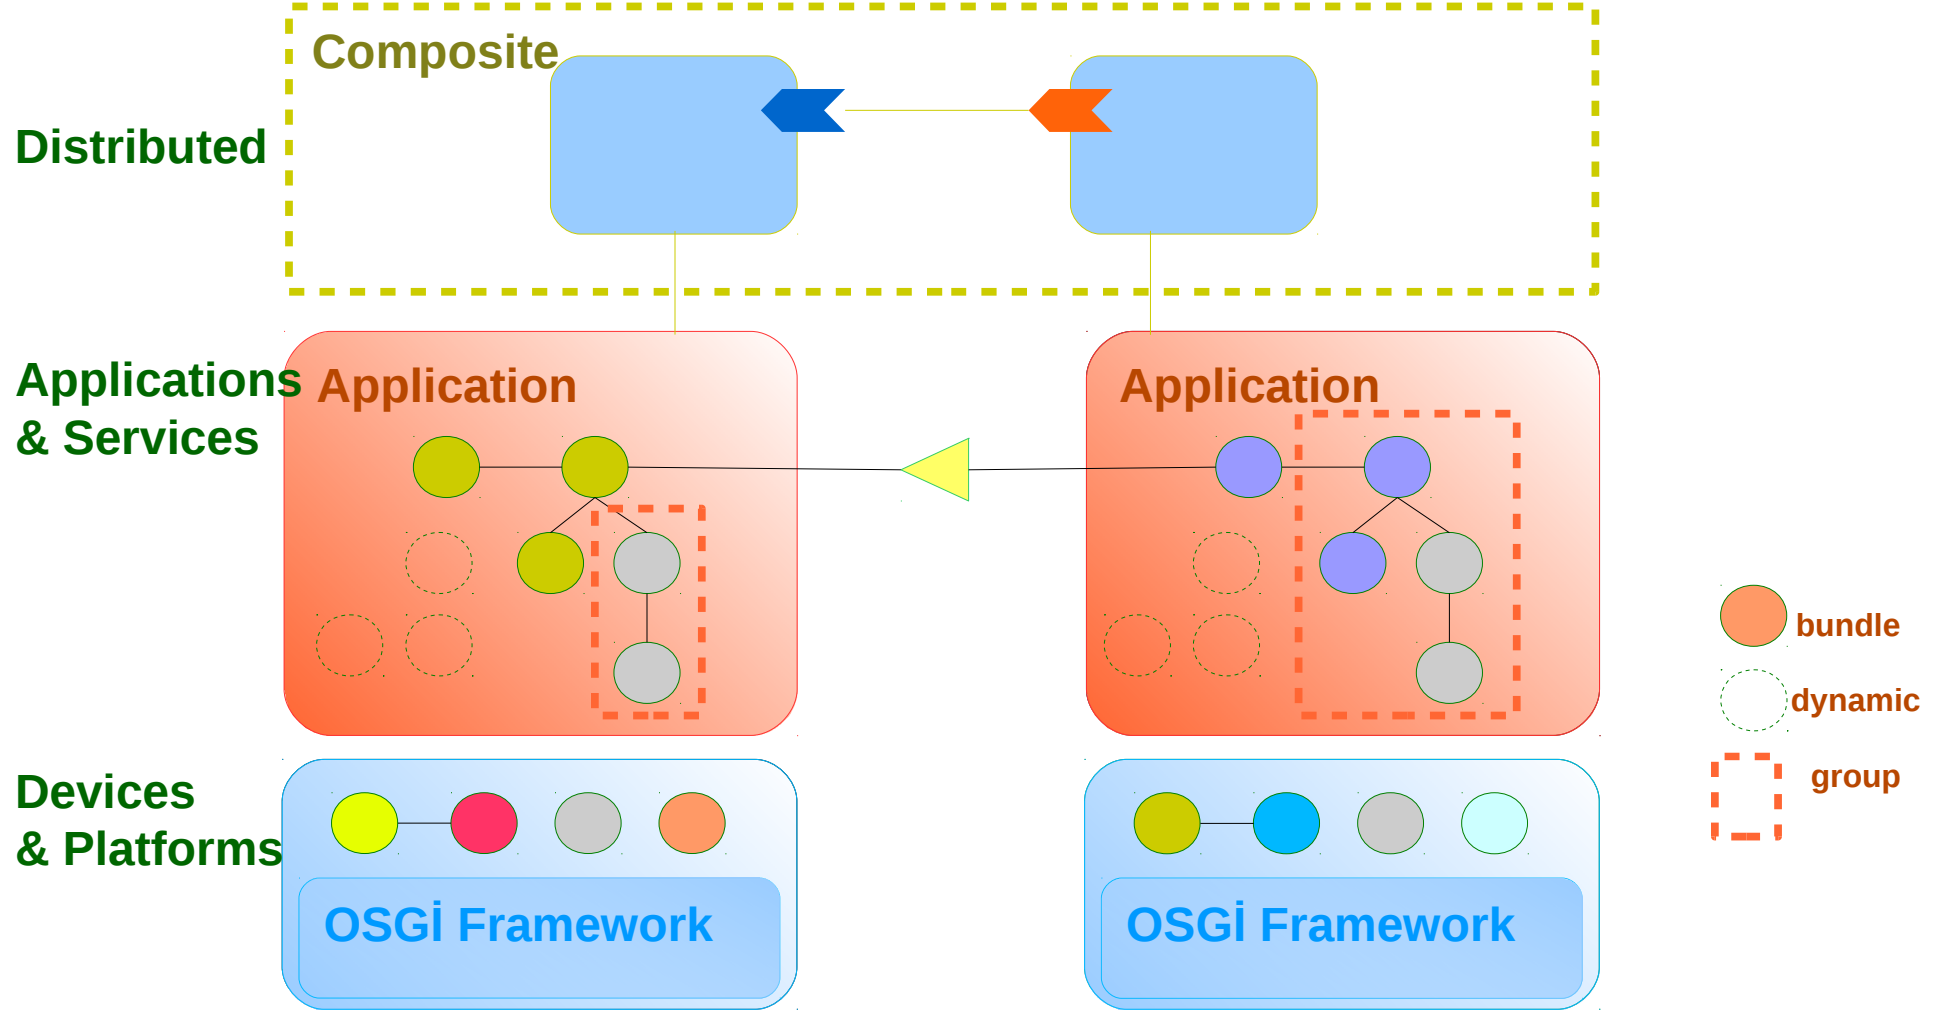 Composite
Distributed
Applications
& Services
Application
Application
bundle
dynamic
group
Devices
& Platforms
OSGİ Framework
OSGİ Framework